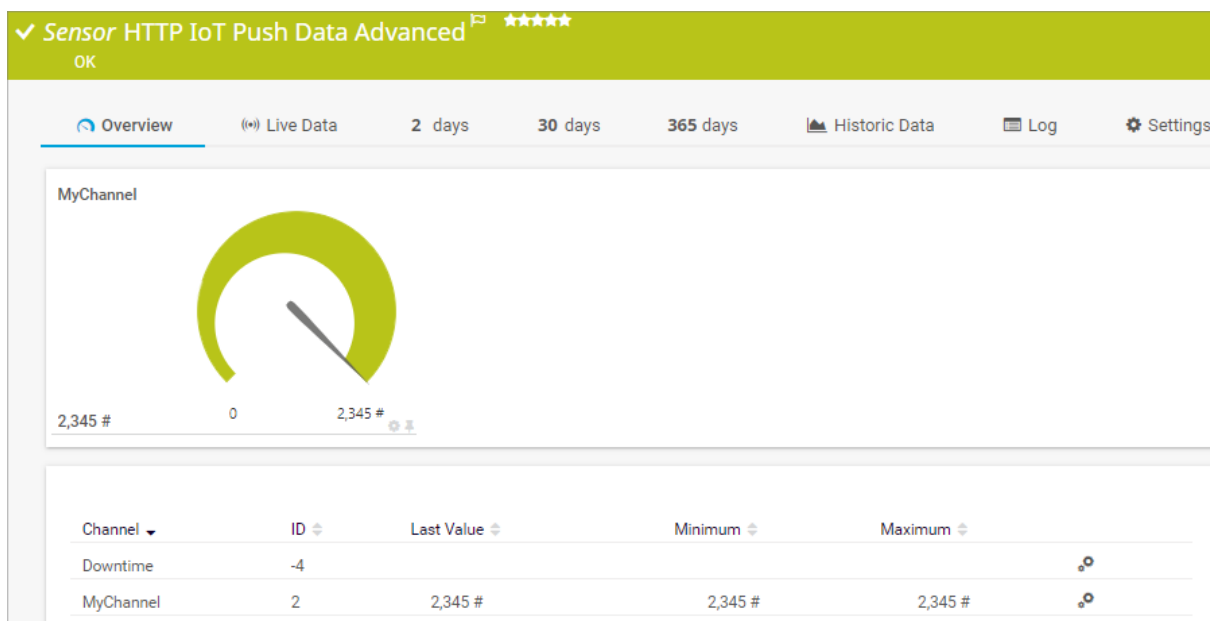 Sensor HTTP IoT Push Data Advanced
OK
Overview Live Data 2 days 30 days 365 days Historic Data Log Settings
MyChannel
2,345 # 0 2,345 #
Channel ID Last Value Minimum Maximum
Downtime -4
MyChannel 2 2,345 # 2,345 # 2,345 #